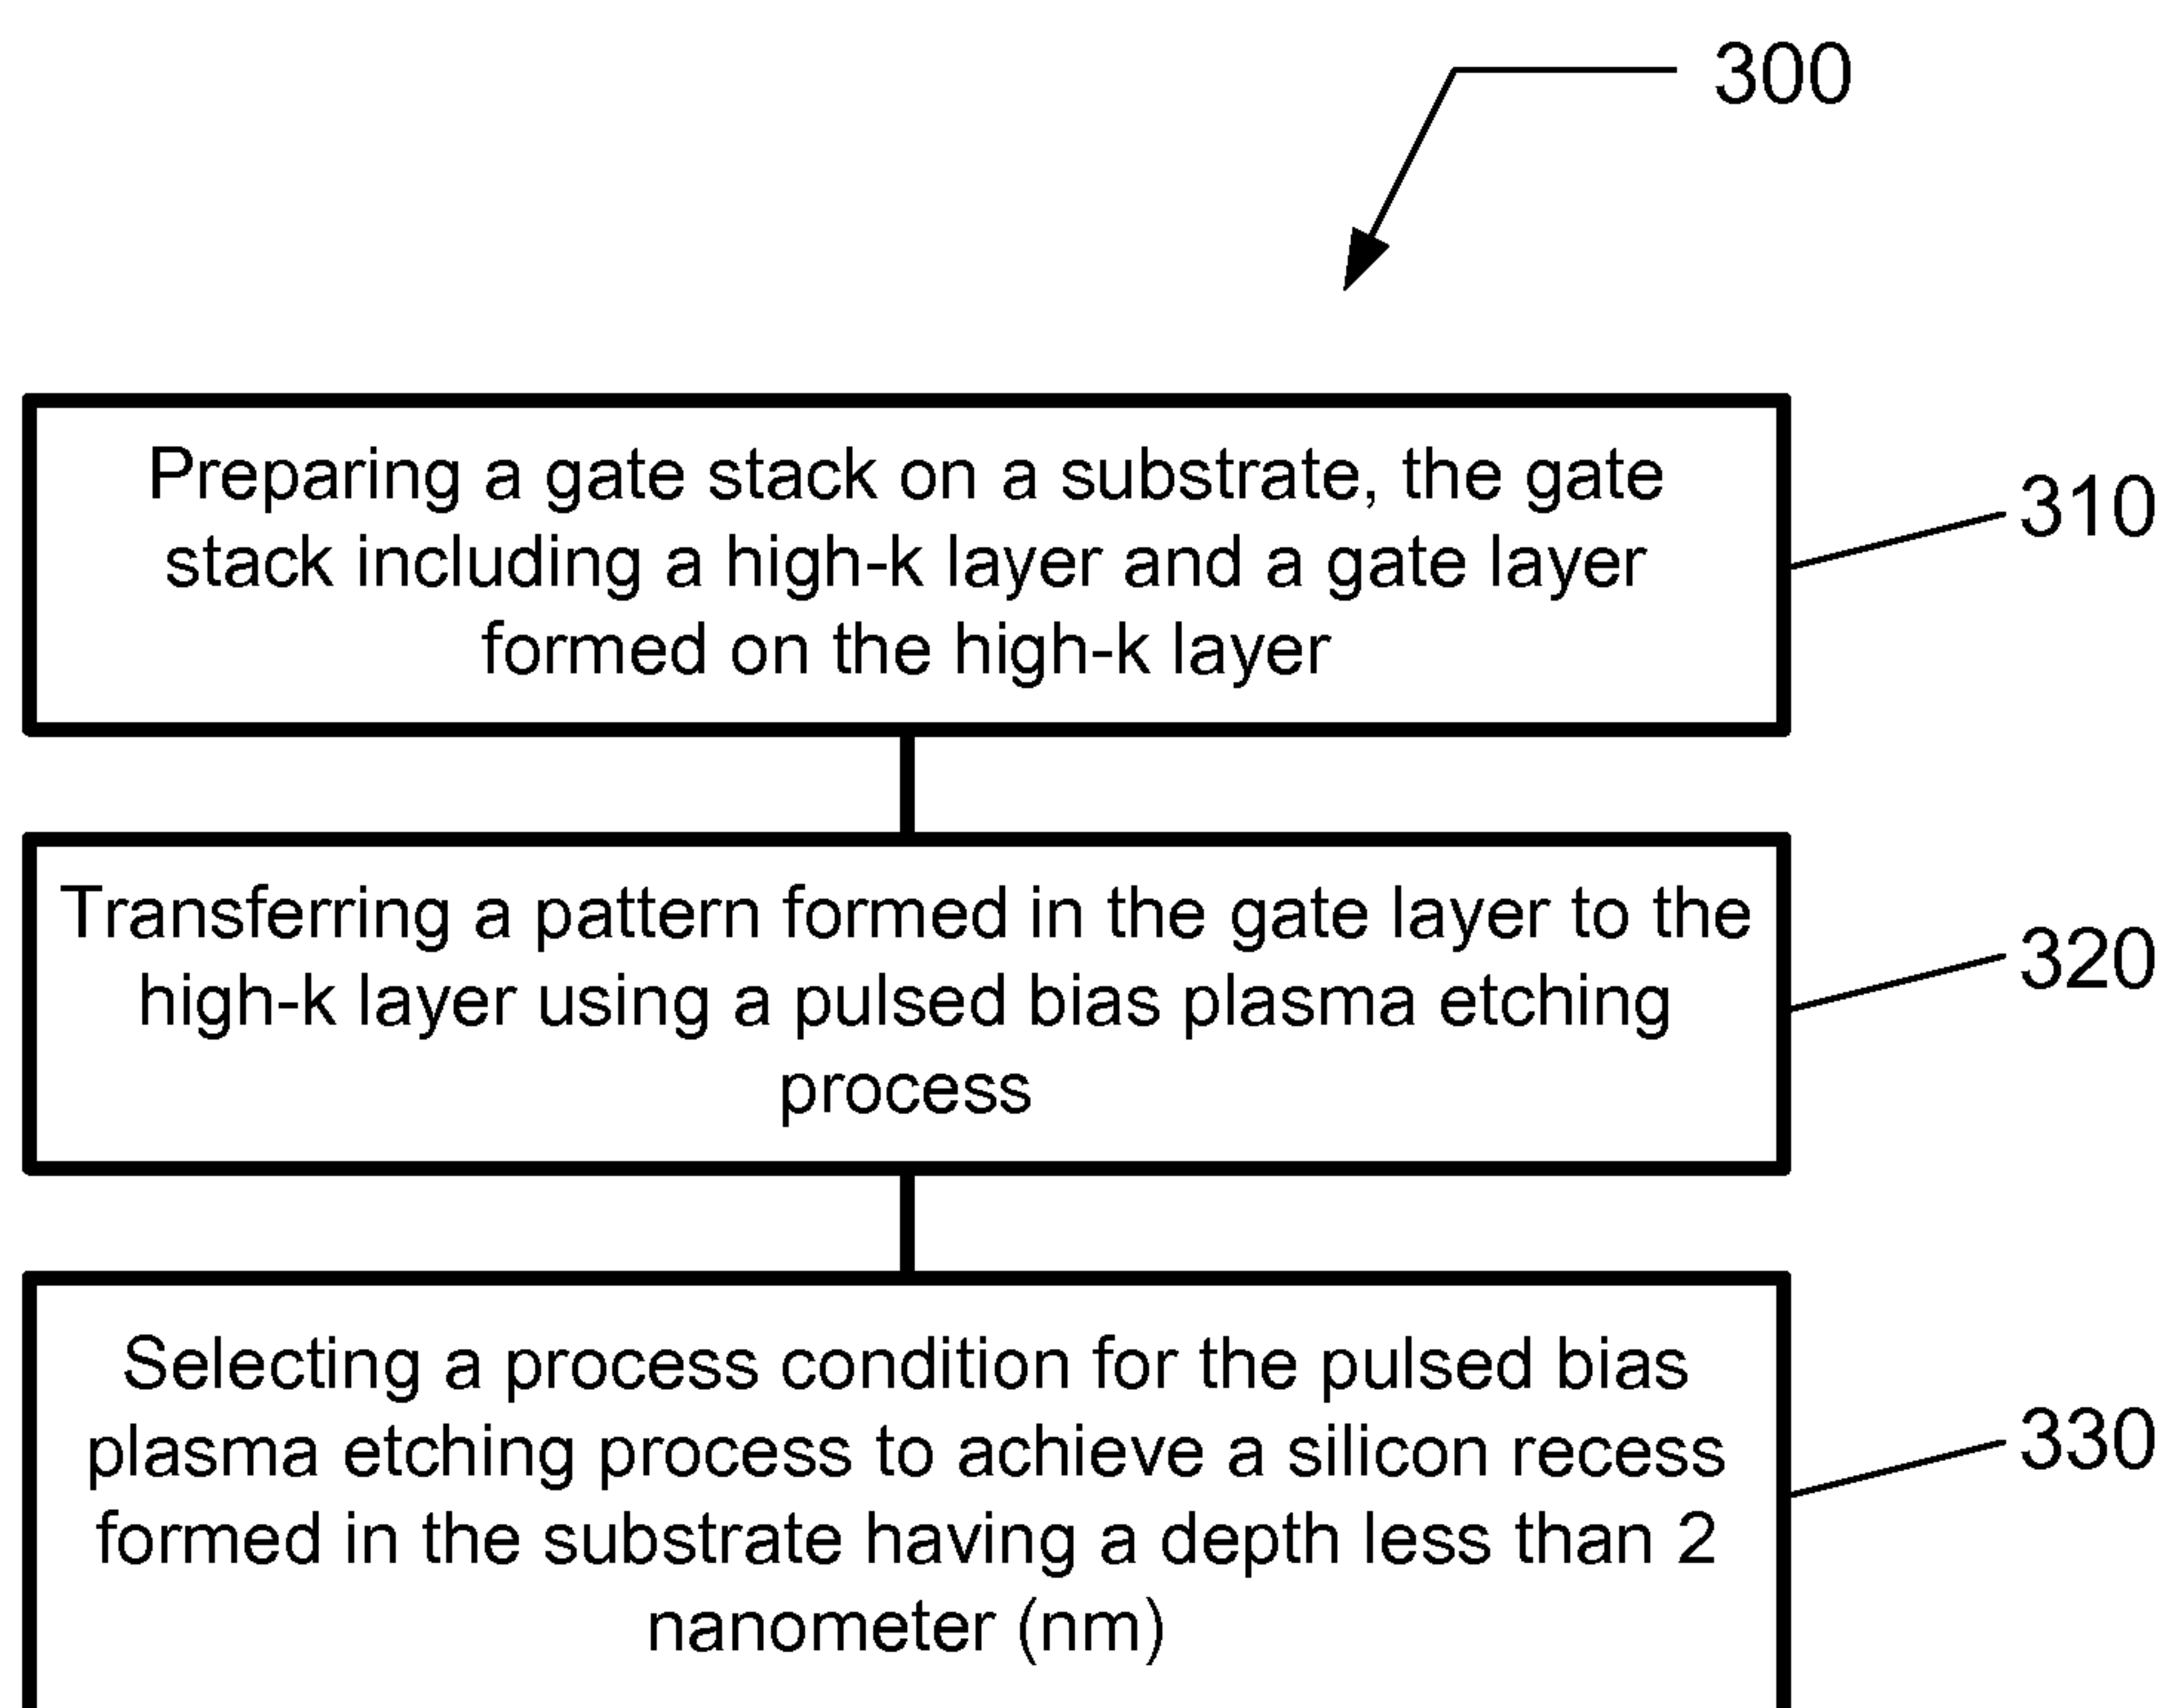 300
Preparing a gate stack on a substrate, the gate
stack including a high-k layer and a gate layer
formed on the high-k layer
310
Transferring a pattern formed in the gate layer to the
high-k layer using a pulsed bias plasma etching
process
320
Selecting a process condition for the pulsed bias
plasma etching process to achieve a silicon recess
formed in the substrate having a depth less than 2
nanometer (nm)
330